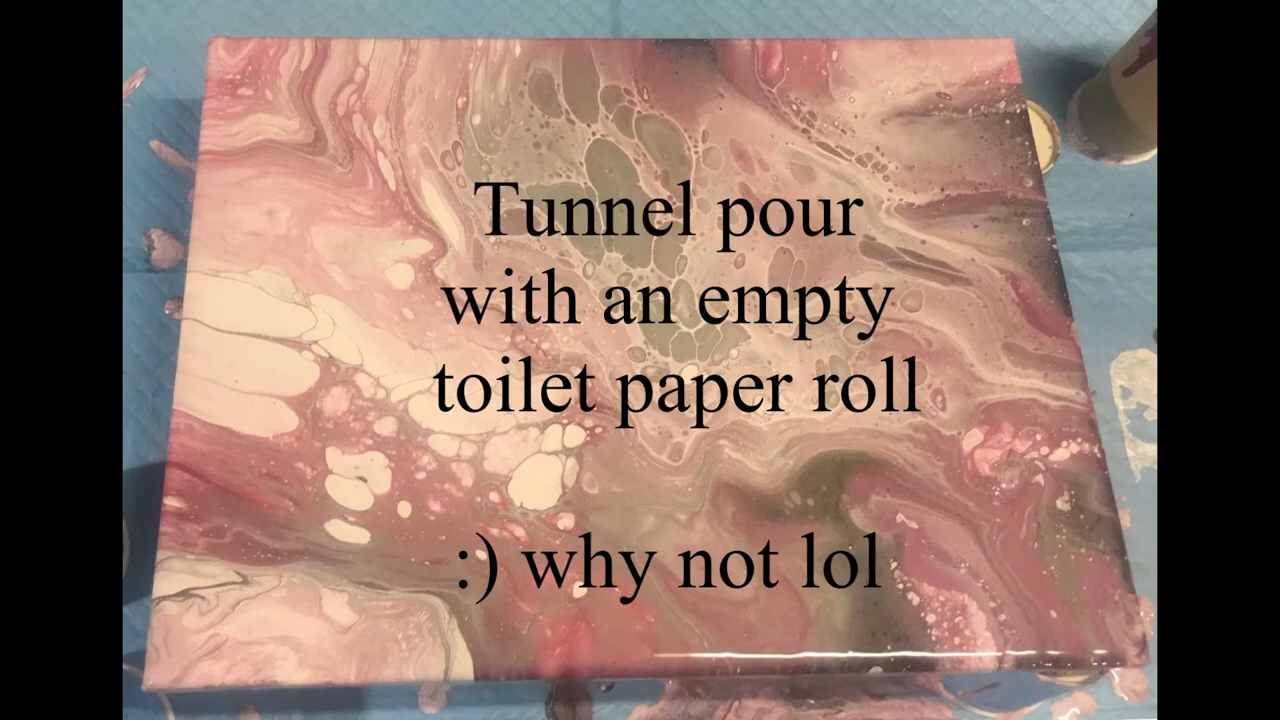 Tunnel pour
with an empty
toilet paper roll
:) why not lol